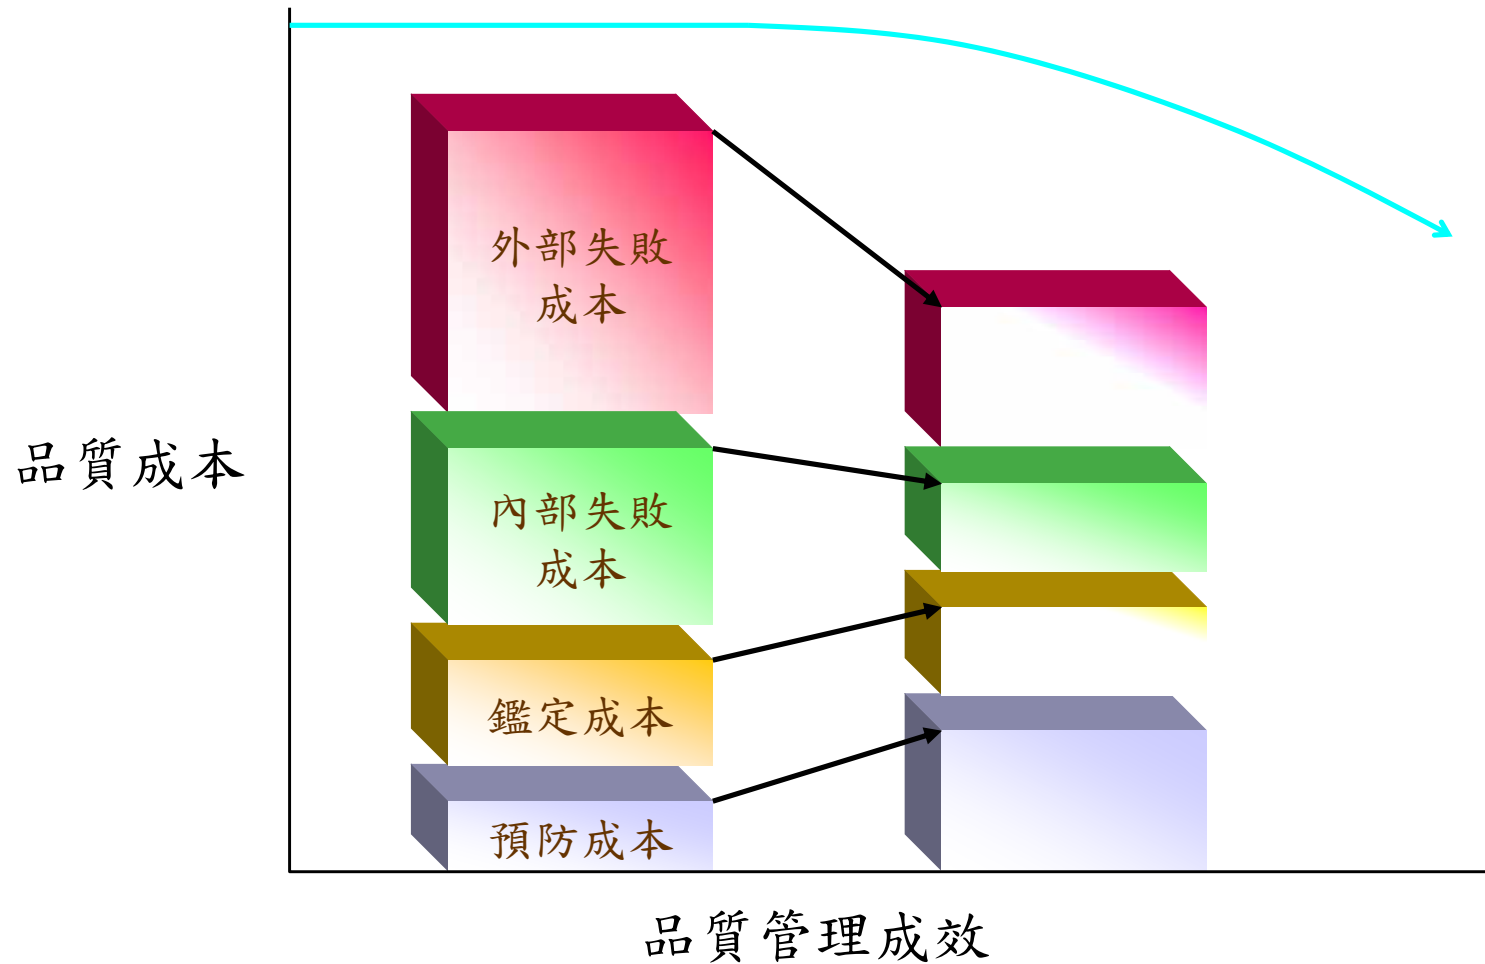 外部失敗
成本
品質成本
內部失敗
成本
鑑定成本
預防成本
品質管理成效